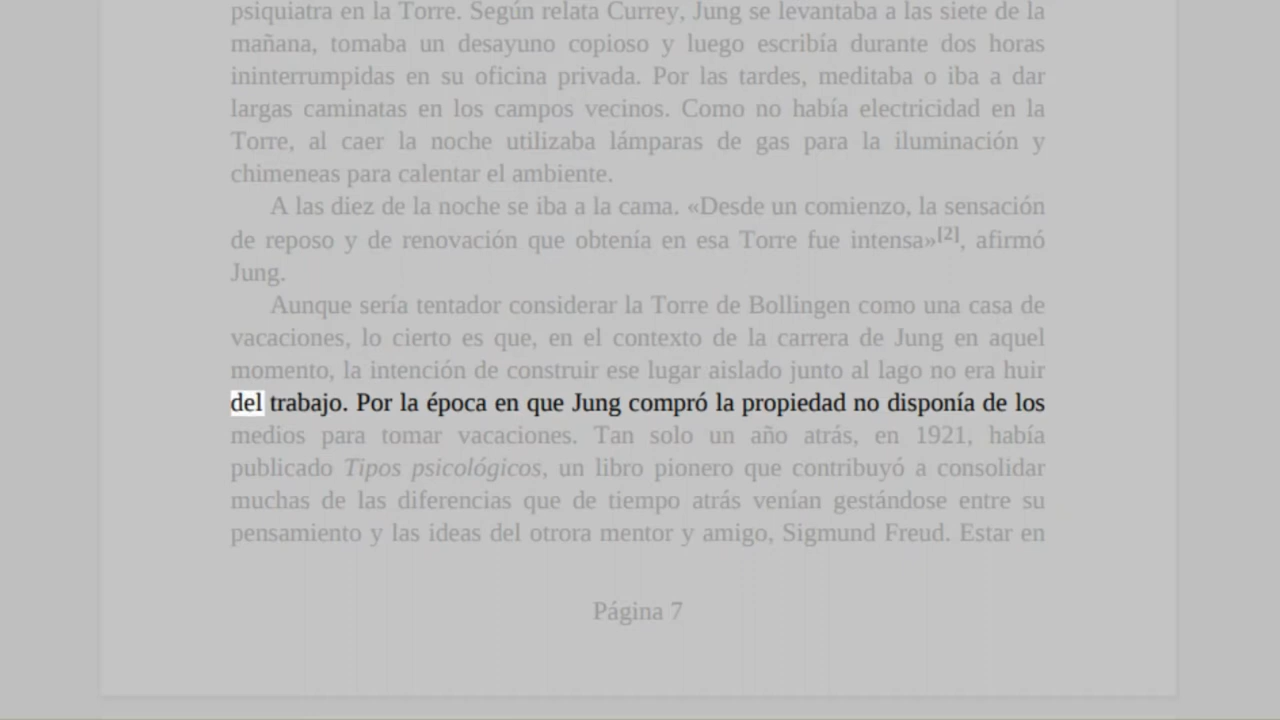 psiquiatra en la Torre. Según relata Currey, Jung se levantaba a las siete de la
mañana, tomaba un desayuno copioso y luego escribía durante dos horas
ininterrumpidas en su oficina privada. Por las tardes, meditaba o iba a dar
largas caminatas en los campos vecinos. Como no había electricidad en la
Torre, al caer la noche utilizaba lámparas de gas para la iluminación y
chimeneas para calentar el ambiente.
A las diez de la noche se iba a la cama. «Desde un comienzo, la sensación
de reposo y de renovación que obtenía en esa Torre fue intensa»[2], afirmó
Jung.
Aunque sería tentador considerar la Torre de Bollingen como una casa de
vacaciones, lo cierto es que, en el contexto de la carrera de Jung en aquel
momento, la intención de construir ese lugar aislado junto al lago no era huir
del trabajo. Por la época en que Jung compró la propiedad no disponía de los
medios para tomar vacaciones. Tan solo un año atrás, en 1921, había
publicado Tipos psicológicos, un libro pionero que contribuyó a consolidar
muchas de las diferencias que de tiempo atrás venían gestándose entre su
pensamiento y las ideas del otrora mentor y amigo, Sigmund Freud. Estar en
Página 7